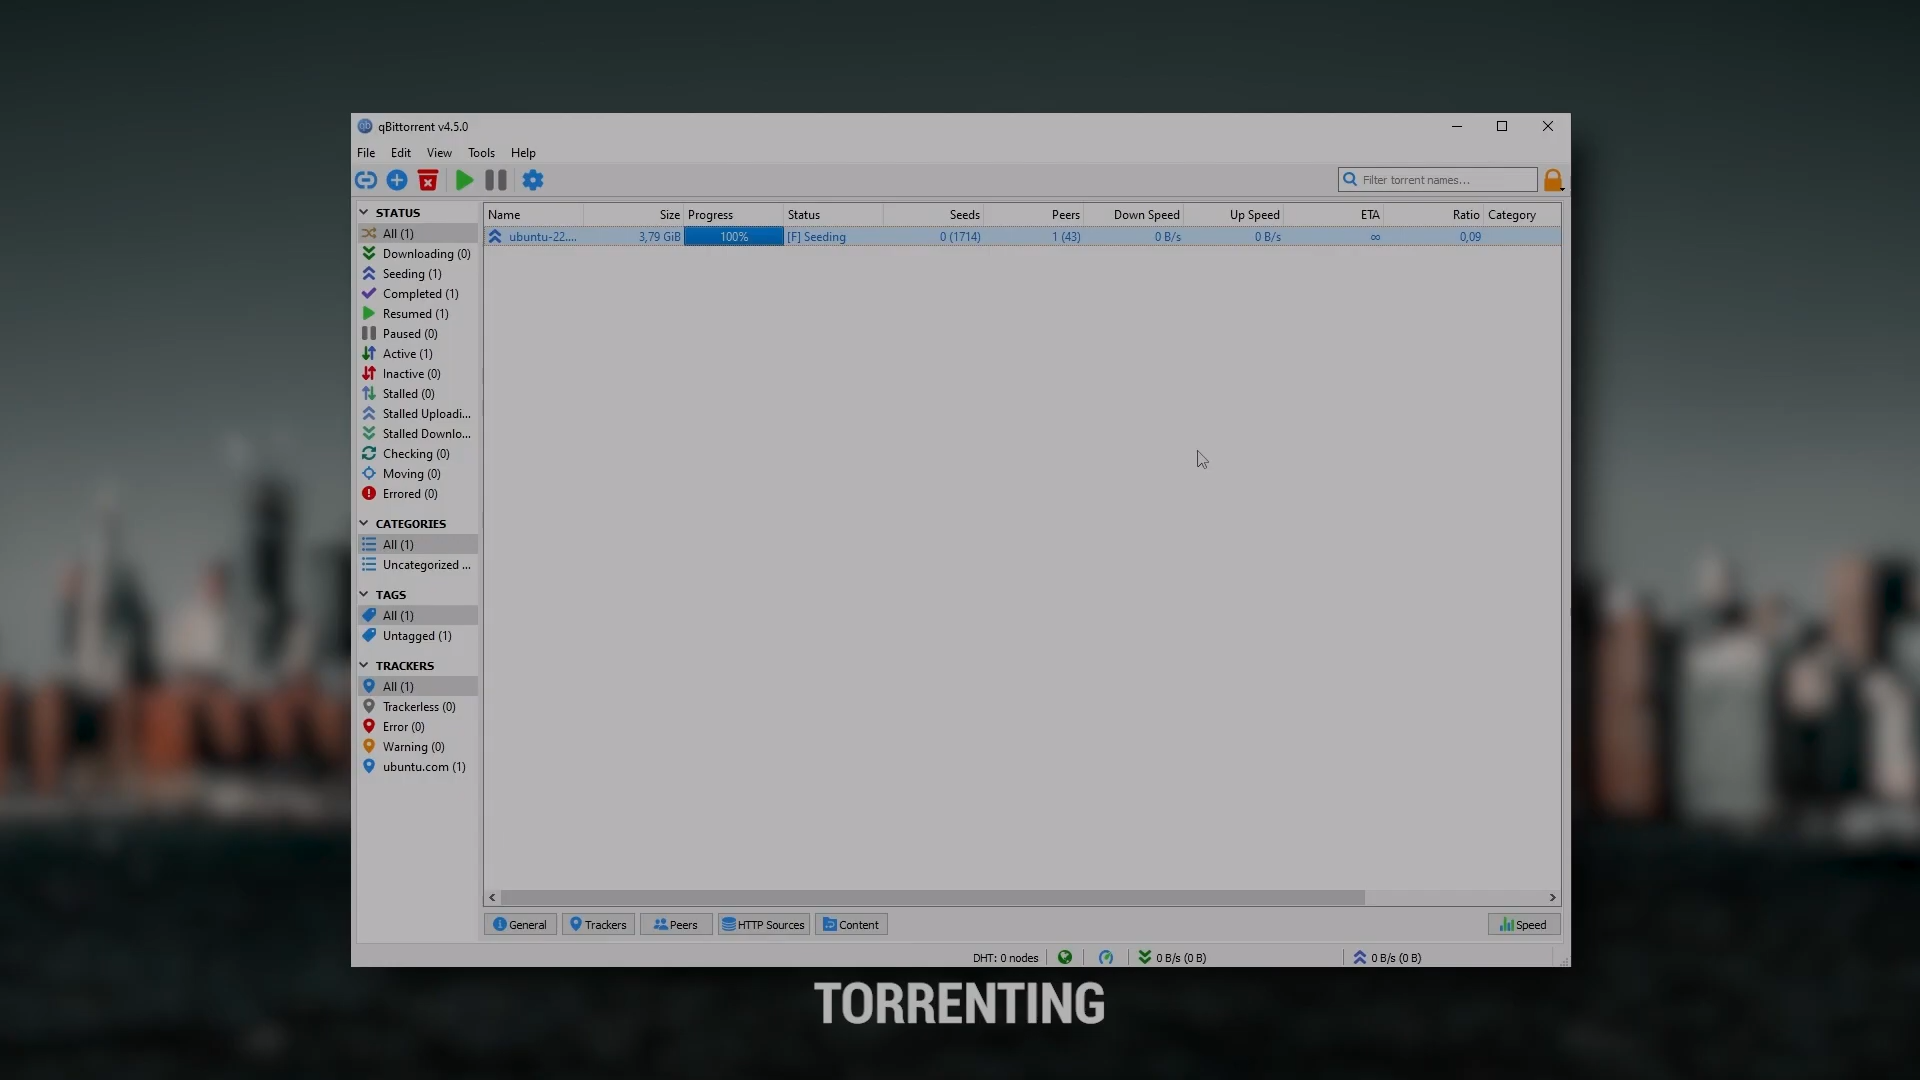 qBittorrent v4.5.0
File Edit View Tools Help
Filter torrent names...
STATUS
All (1)
Downloading (0)
Seeding (1)
Completed (1)
Resumed (1)
Paused (0)
Active (1)
Inactive (0)
Stalled (0)
Stalled Uploadi...
Stalled Downlo...
Checking (0)
Moving (0)
Errored (0)
CATEGORIES
All (1)
Uncategorized ...
TAGS
All (1)
Untagged (1)
TRACKERS
All (1)
Trackerless (0)
Error (0)
Warning (0)
ubuntu.com (1)
Name Size Progress Status Seeds Peers Down Speed Up Speed ETA Ratio Category
ubuntu-22.... 3,79 GiB 100% [F] Seeding 0 (1714) 1 (43) 0 B/s 0 B/s ∞ 0,09
General Trackers Peers HTTP Sources Content Speed
DHT: 0 nodes 0 B/s (0 B) 0 B/s (0 B)
TORRENTING